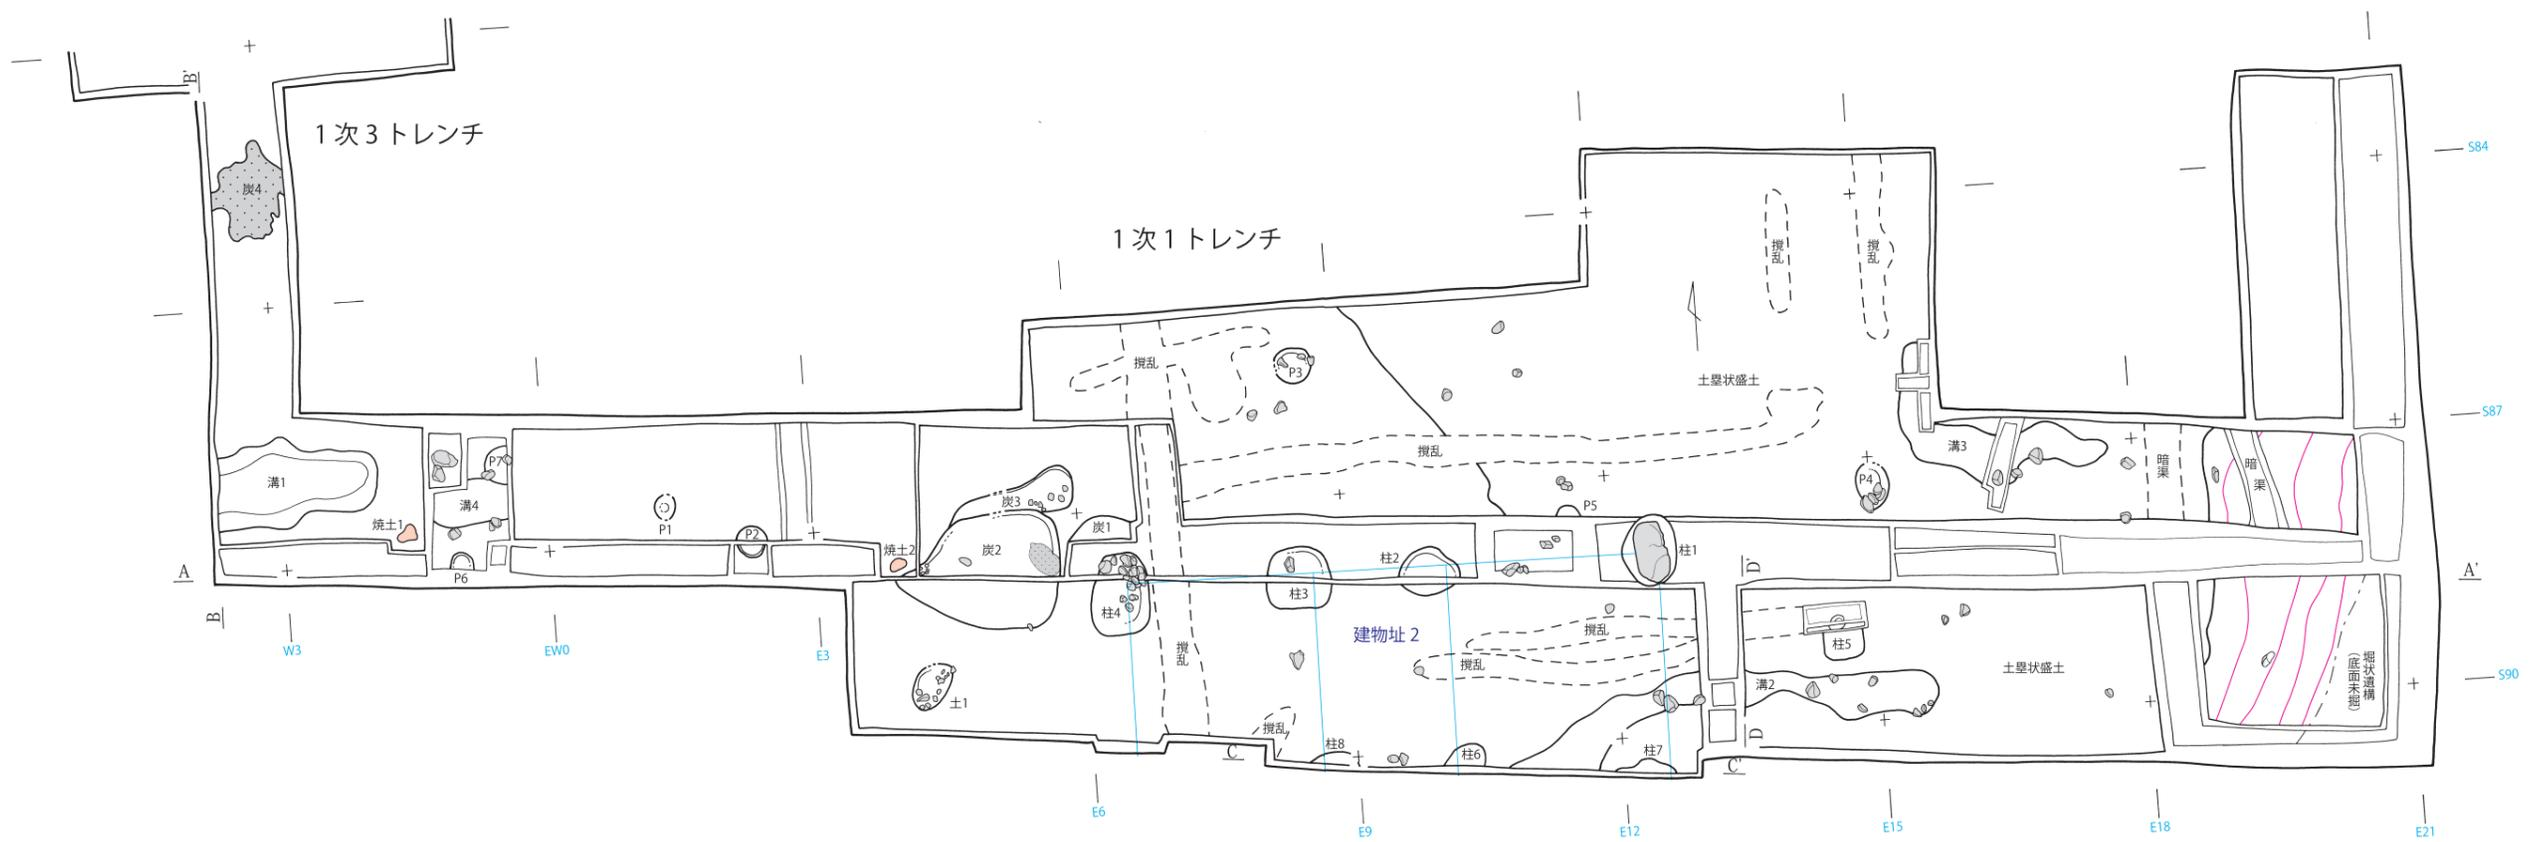 B'
1次3トレンチ
S84
炭4
1次1トレンチ
撹乱
撹乱
撹乱
P3
土塁状盛土
S87
撹乱
溝3
P7
P4
暗渠
暗渠
溝1
溝4
炭3
焼土1
P1
P2
炭1
P5
焼土2
炭2
柱2
柱1
A
P6
D'
A'
柱3
柱4
B
建物址2
撹乱
W3
EW0
E3
撹乱
撹乱
柱5
土塁状盛土
堀状遺構
(底面未掘)
S90
土1
溝2
撹乱
C
柱8
柱6
柱7
D
C'
E6
E9
E12
E15
E18
E21